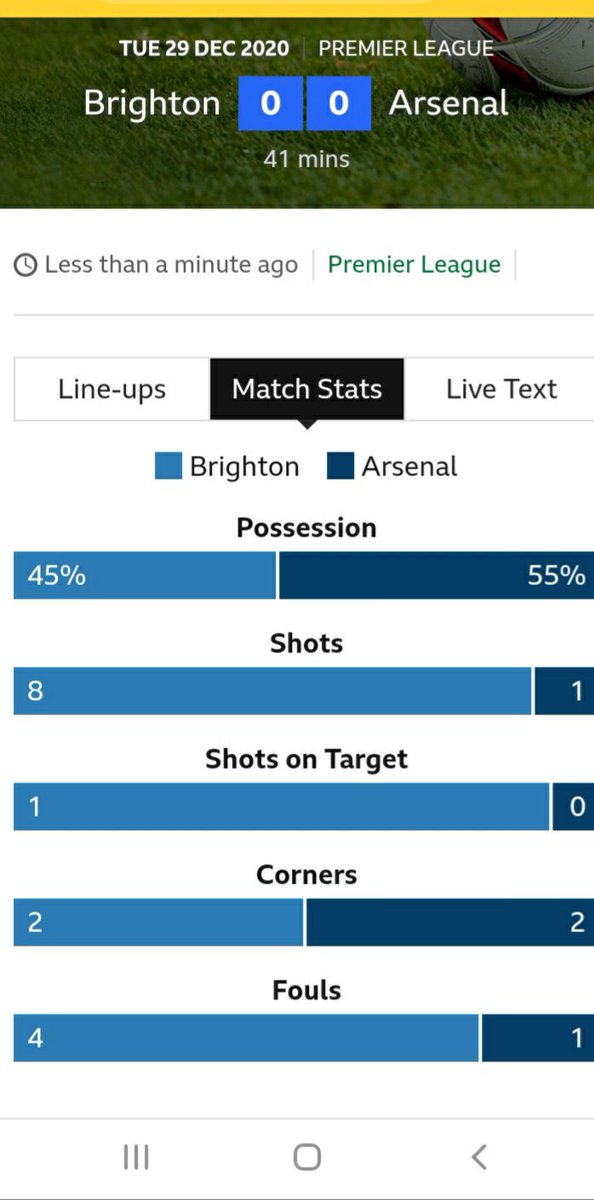 TUE 29 DEC 2020 PREMIER LEAGUE
Brighton 0 0 Arsenal
41 mins
Less than a minute ago Premier League
Line-ups Match Stats Live Text
Brighton Arsenal
Possession
45% 55%
Shots
8 1
Shots on Target
1 0
Corners
2 2
Fouls
4 1